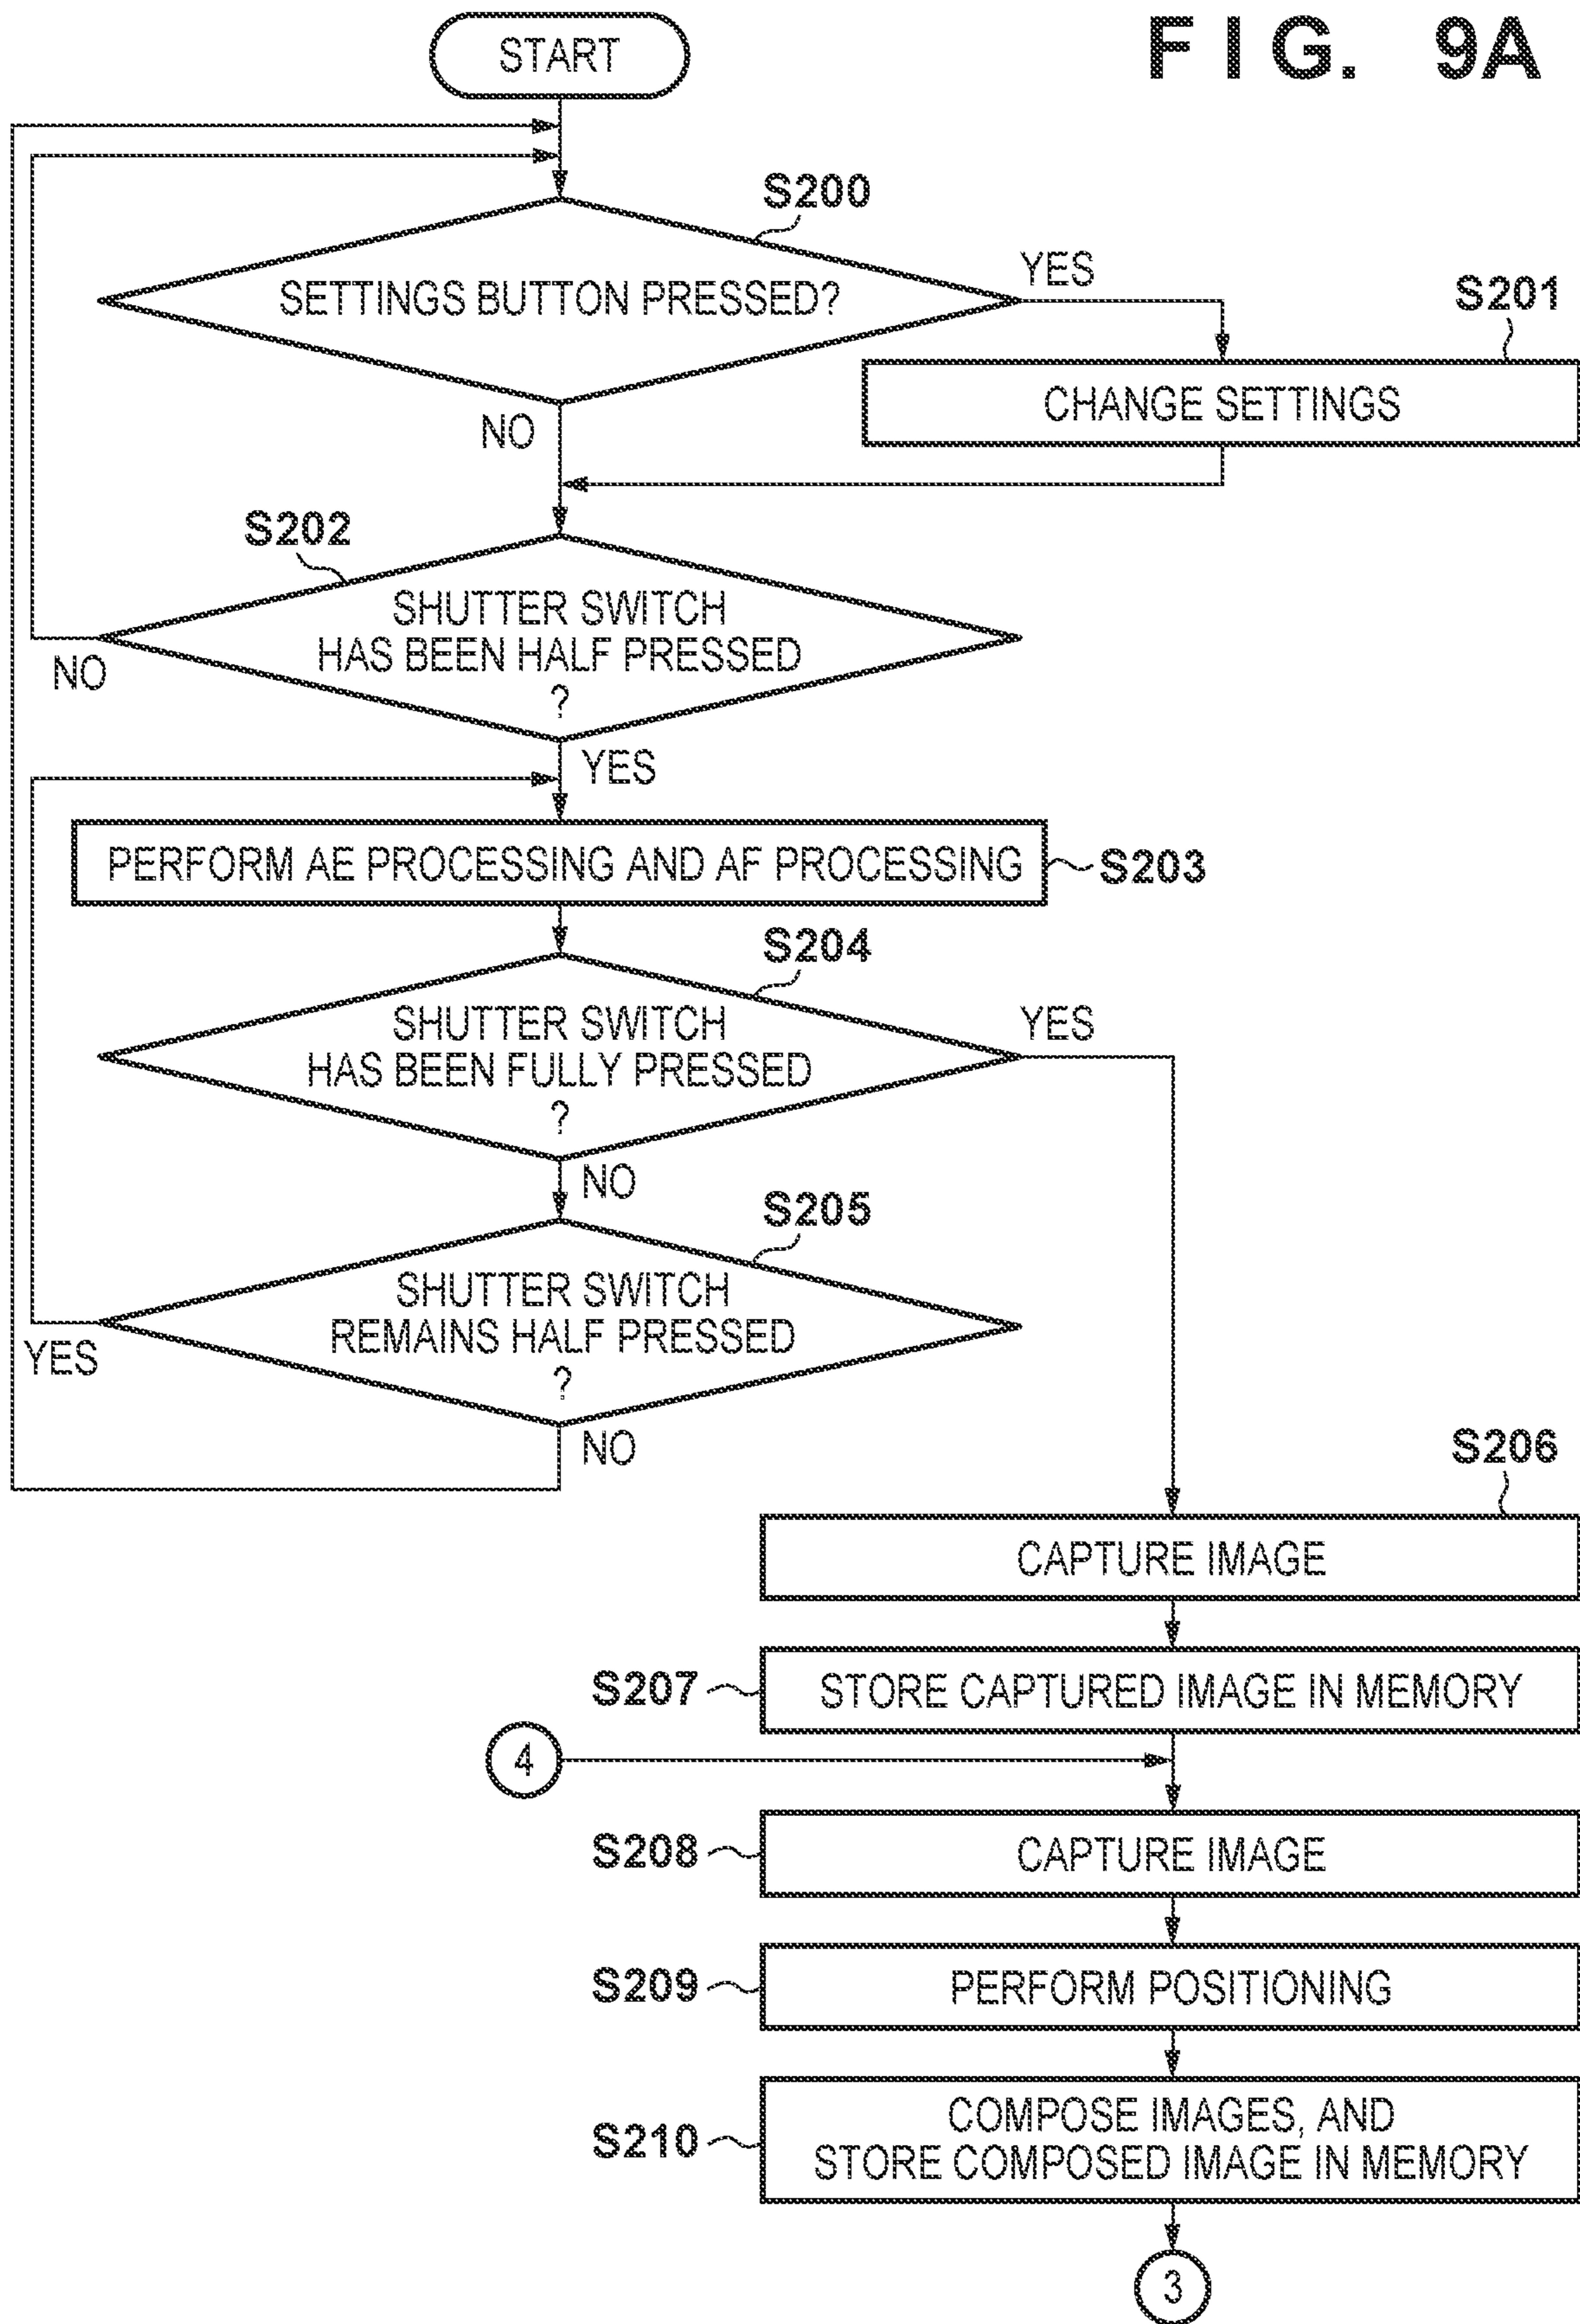 FIG. 9A
START
S200
SETTINGS BUTTON PRESSED?
YES
S201
CHANGE SETTINGS
NO
S202
SHUTTER SWITCH
HAS BEEN HALF PRESSED
?
NO
YES
PERFORM AE PROCESSING AND AF PROCESSING
S203
S204
SHUTTER SWITCH
HAS BEEN FULLY PRESSED
?
YES
NO
S205
SHUTTER SWITCH
REMAINS HALF PRESSED
?
YES
NO
S206
CAPTURE IMAGE
S207
STORE CAPTURED IMAGE IN MEMORY
4
S208
CAPTURE IMAGE
S209
PERFORM POSITIONING
S210
COMPOSE IMAGES, AND
STORE COMPOSED IMAGE IN MEMORY
3